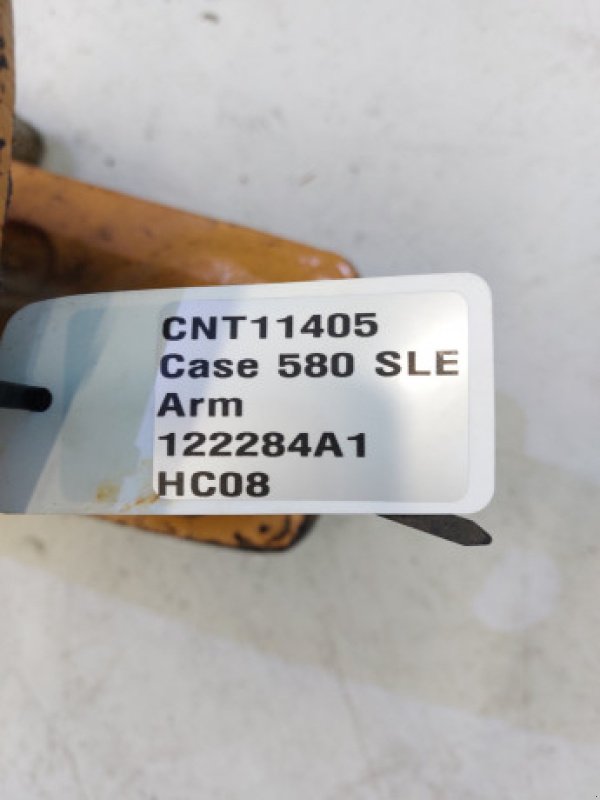 CNT11405
Case 580 SLE
Arm
122284A1
HC08